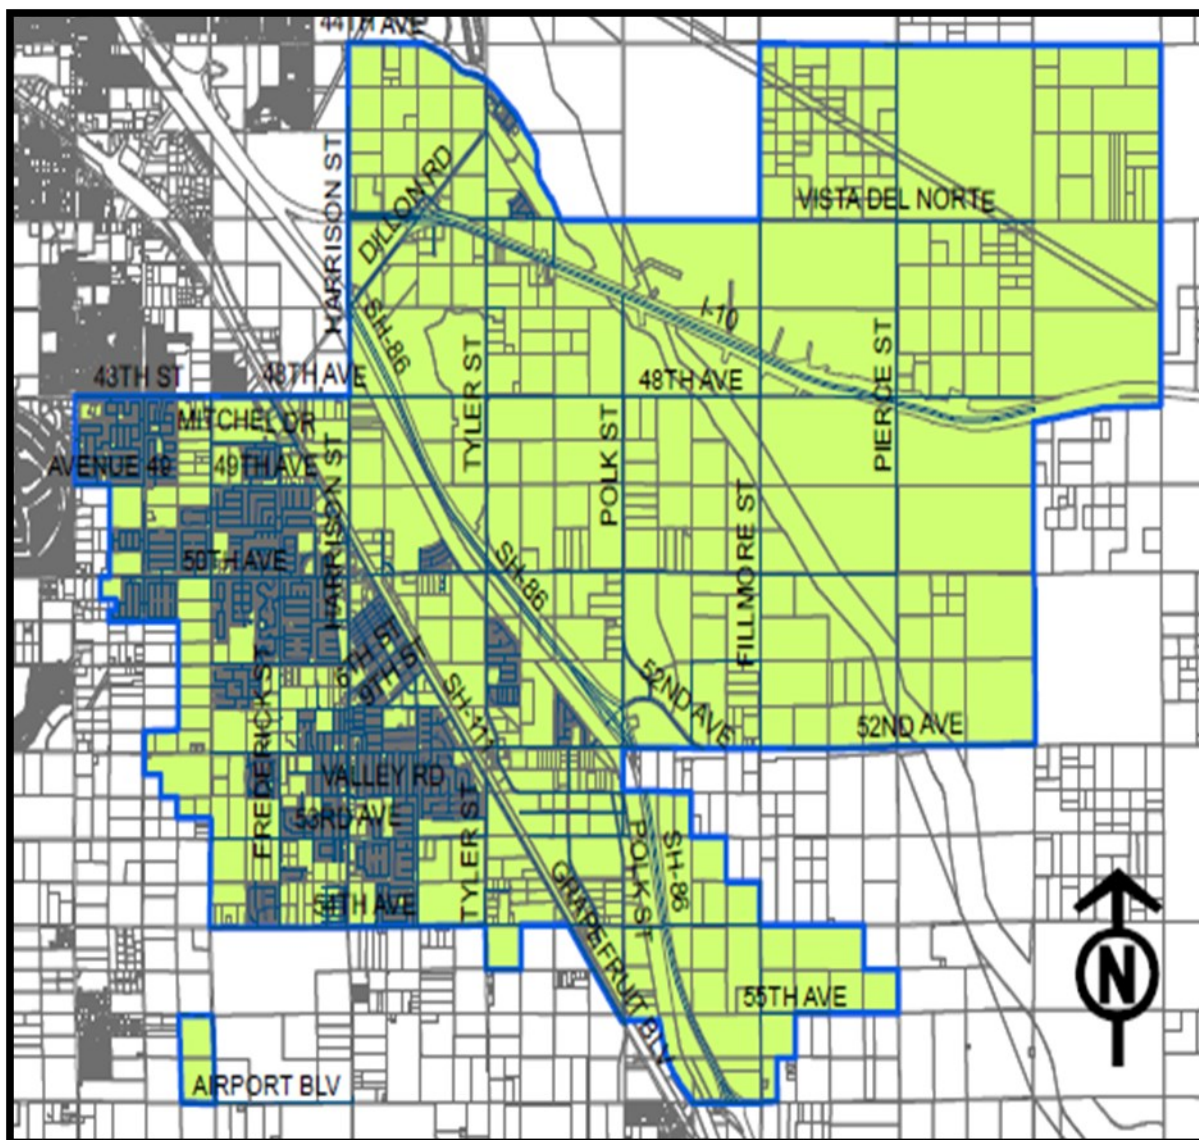 44TH AVE
HARRISON ST
DILLON RD
VISTA DEL NORTE
SH-86
I-10
43TH ST
48TH AVE
TYLER ST
48TH AVE
PIERCE ST
MITCHEL DR
AVENUE 49
49TH AVE
HARRISON ST
POLK ST
FILLMORE ST
50TH AVE
SH-86
6TH ST
9TH ST
FREDERICK ST
SH-111
52ND AVE
52ND AVE
VALLEY RD
53RD AVE
TYLER ST
POLK ST
SH-86
54TH AVE
GRAPEFRUIT BLV
55TH AVE
AIRPORT BLV
N